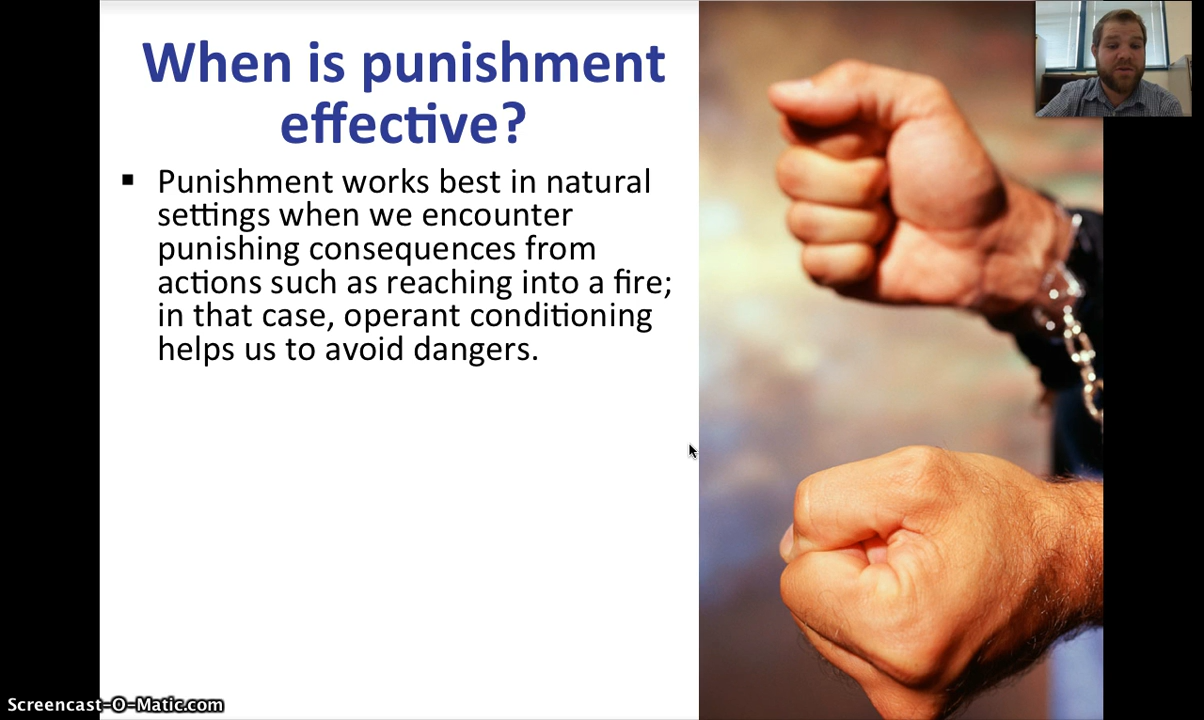 When is punishment
effective?
▪ Punishment works best in natural
settings when we encounter
punishing consequences from
actions such as reaching into a fire;
in that case, operant conditioning
helps us to avoid dangers.
Screencast-O-Matic.com